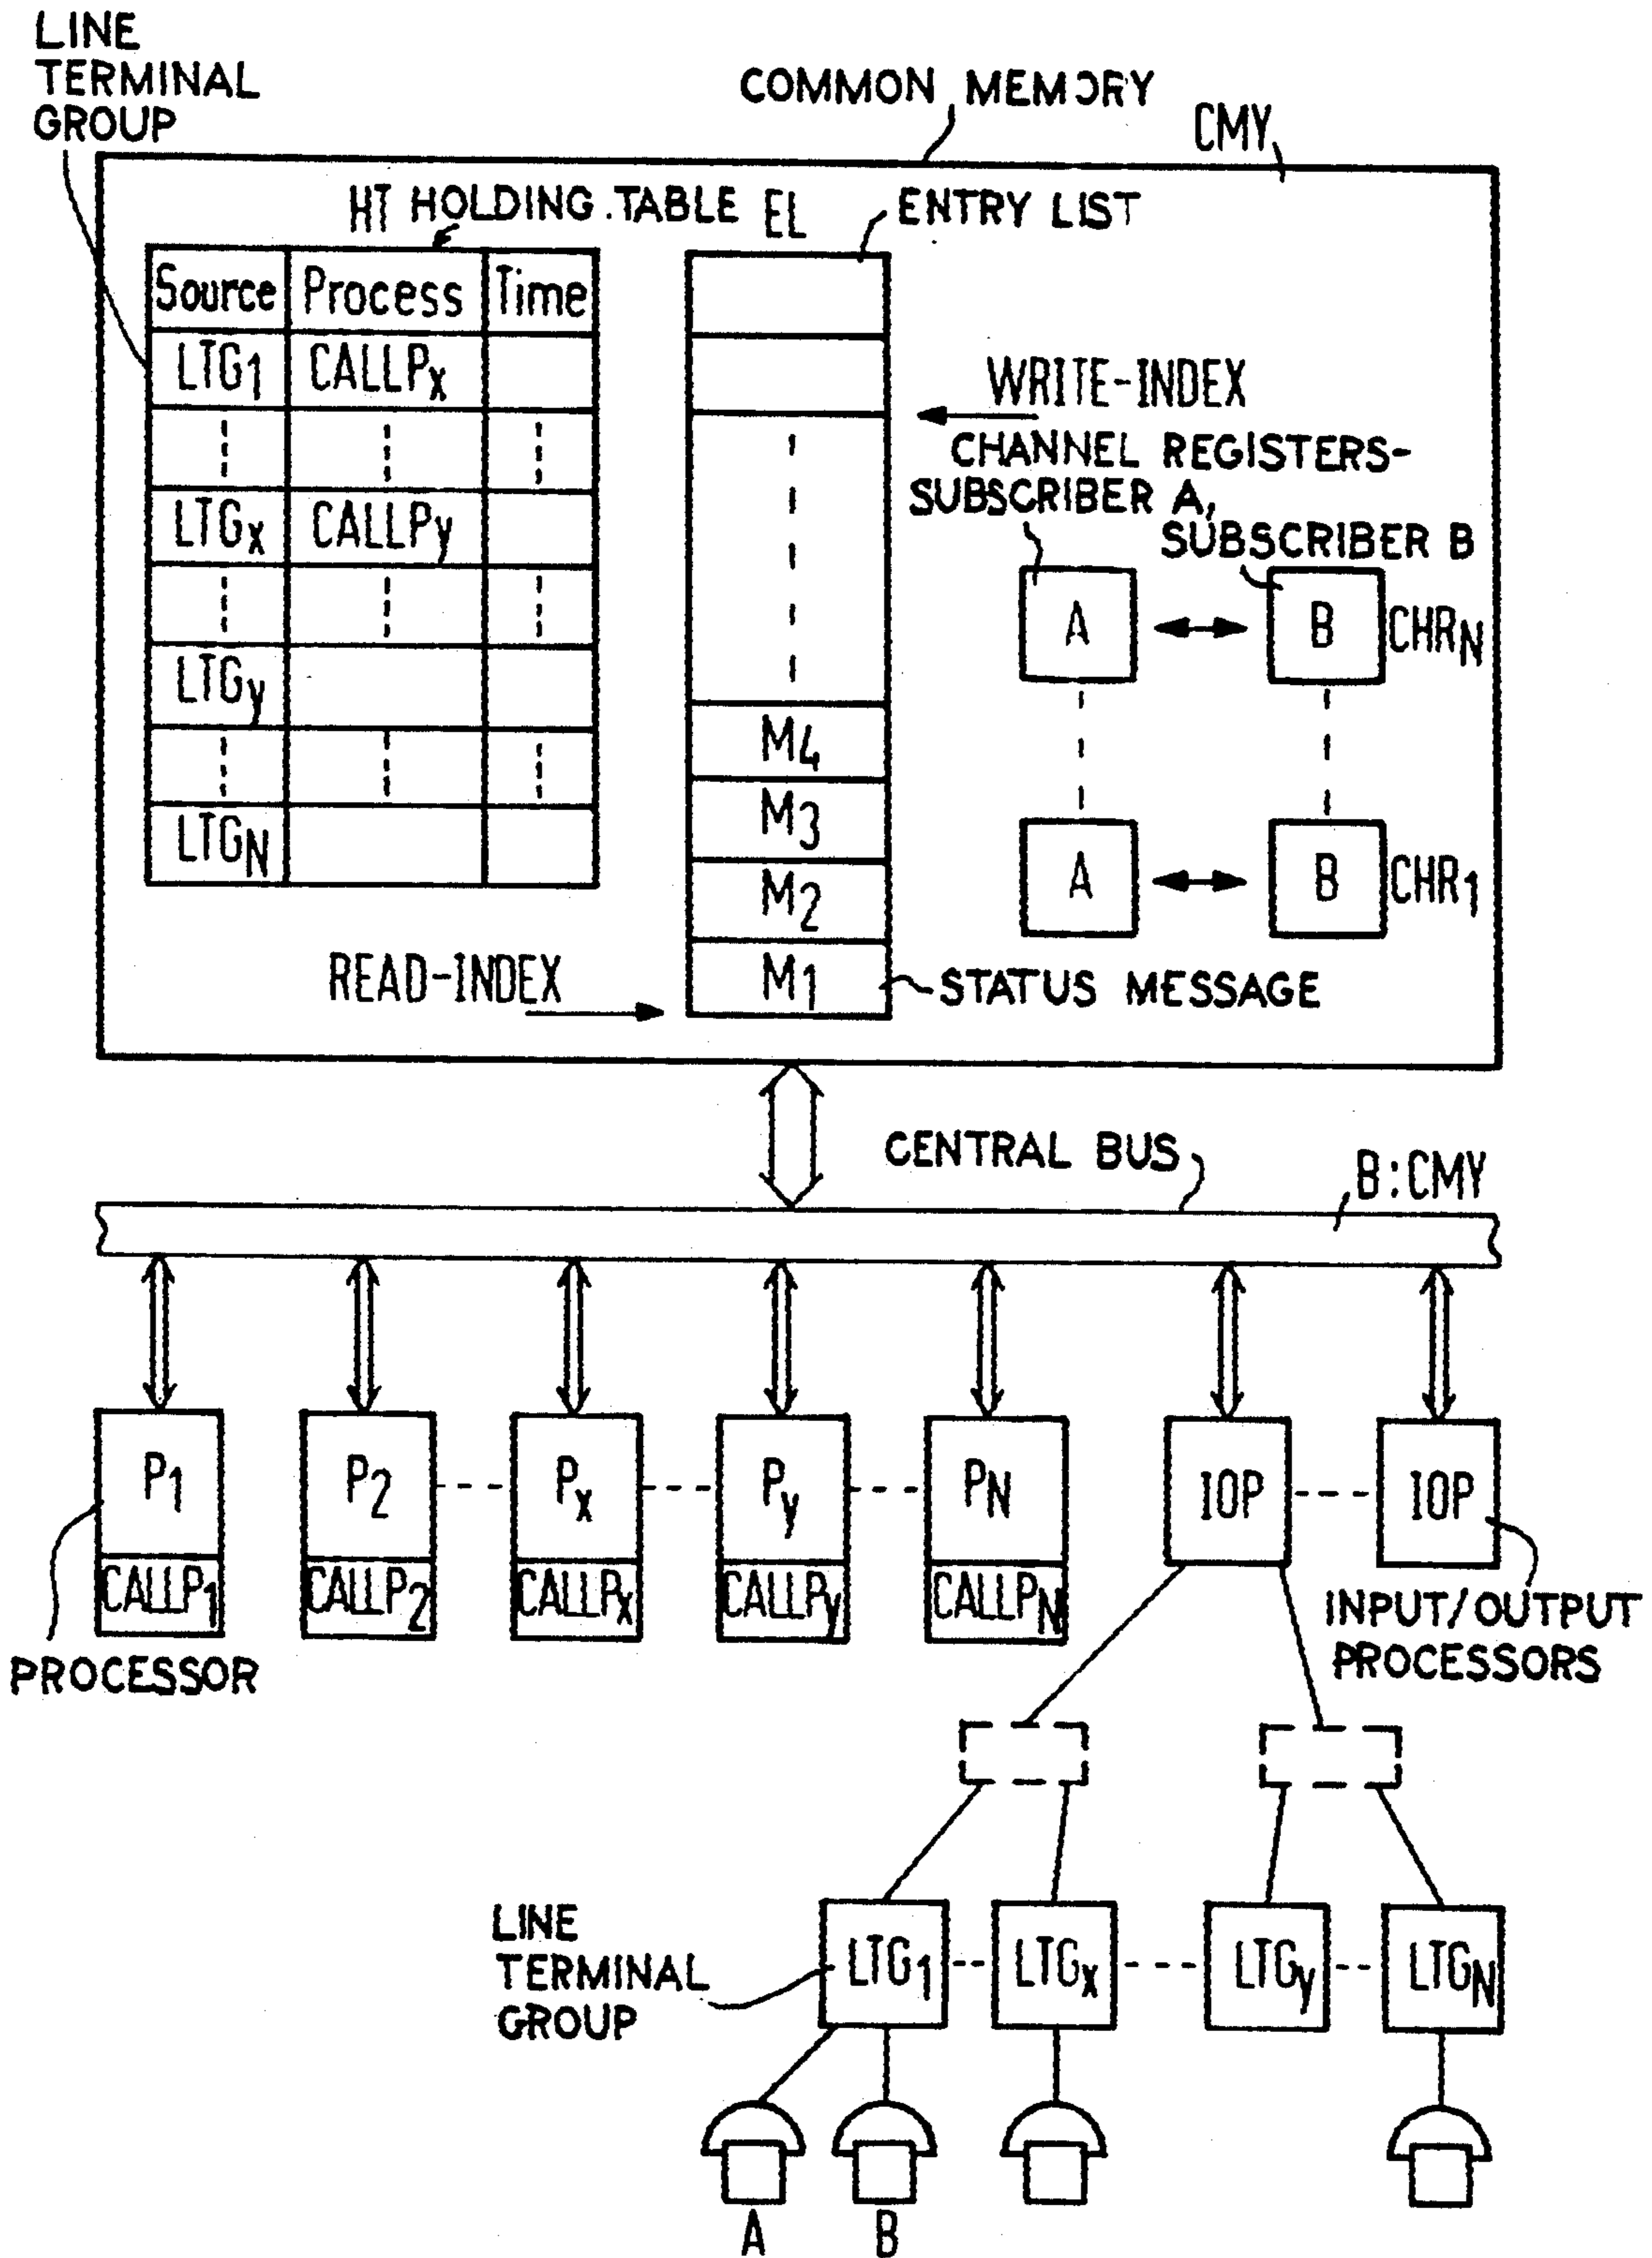 LINE
TERMINAL
GROUP
COMMON MEMORY
CMY
HT HOLDING TABLE
EL
ENTRY LIST
Source Process Time
LTG1 CALLPx
LTGx CALLPy
LTGy
LTGN
WRITE-INDEX
CHANNEL REGISTERS-
SUBSCRIBER A,
SUBSCRIBER B
A B CHRN
A B CHR1
M4
M3
M2
M1
READ-INDEX
STATUS MESSAGE
CENTRAL BUS
B:CMY
P1 P2 Px Py PN IOP IOP
CALLP1 CALLP2 CALLPx CALLPy CALLPN
PROCESSOR
INPUT/OUTPUT
PROCESSORS
LINE
TERMINAL
GROUP
LTG1 LTGx LTGy LTGN
A B